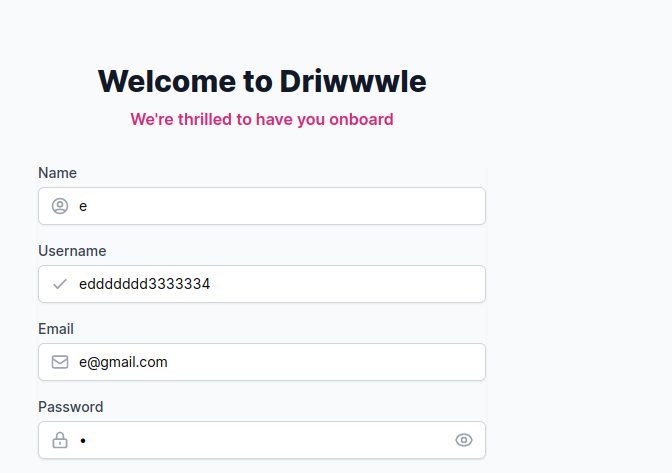 Welcome to Driwwwle
We're thrilled to have you onboard
Name
e
Username
eddddddd3333334
Email
e@gmail.com
Password
•